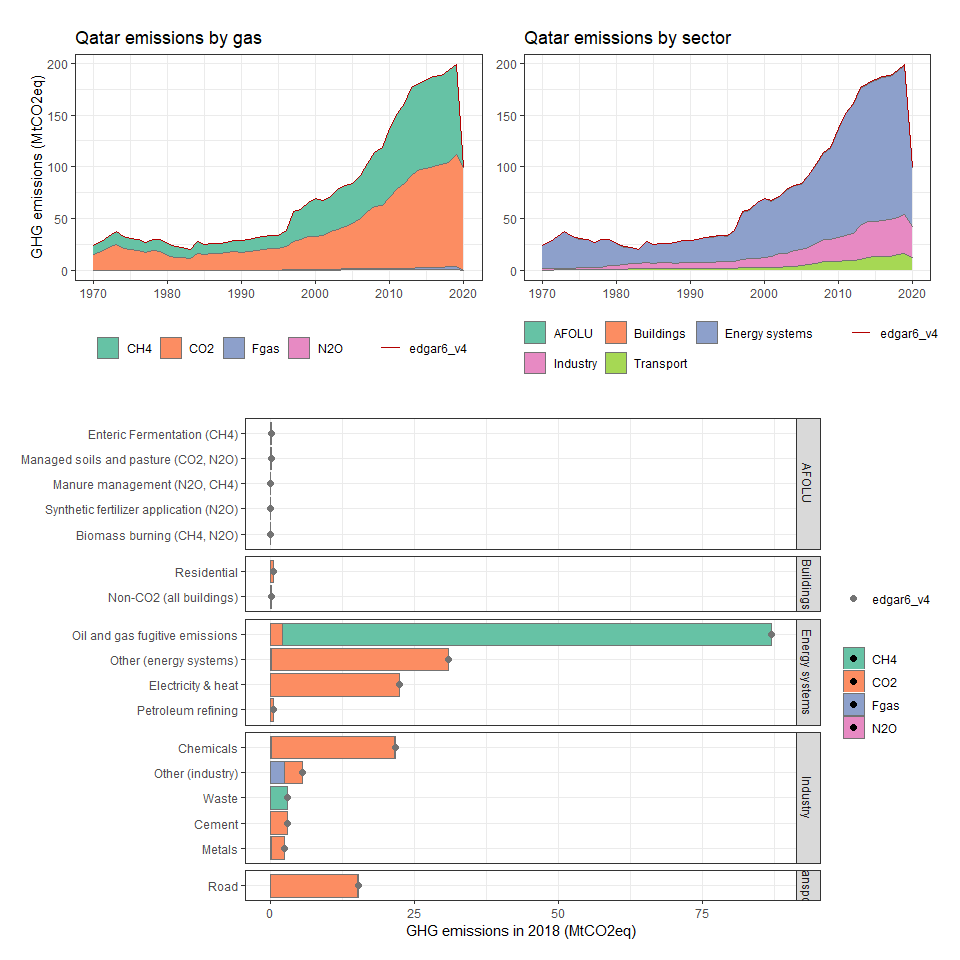 Qatar emissions by gas
GHG emissions (MtCO2eq)
200
150
100
50
0
1970 1980 1990 2000 2010 2020
CH4 CO2 Fgas N2O edgar6_v4
Qatar emissions by sector
200
150
100
50
0
1970 1980 1990 2000 2010 2020
AFOLU Buildings Energy systems edgar6_v4
Industry Transport
Enteric Fermentation (CH4)
Managed soils and pasture (CO2, N2O)
Manure management (N2O, CH4)
Synthetic fertilizer application (N2O)
Biomass burning (CH4, N2O)
AFOLU
Residential
Non-CO2 (all buildings)
Buildings
Oil and gas fugitive emissions
Other (energy systems)
Electricity & heat
Petroleum refining
Energy systems
Chemicals
Other (industry)
Waste
Cement
Metals
Industry
Road
anspo
0 25 50 75
GHG emissions in 2018 (MtCO2eq)
edgar6_v4
CH4
CO2
Fgas
N2O